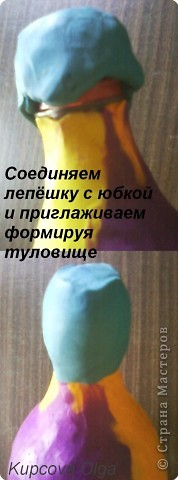 Соединяем
лепёшку с юбкой
и приглаживаем
формируя
туловище
Kupcova Olga
© Страна Мастеров